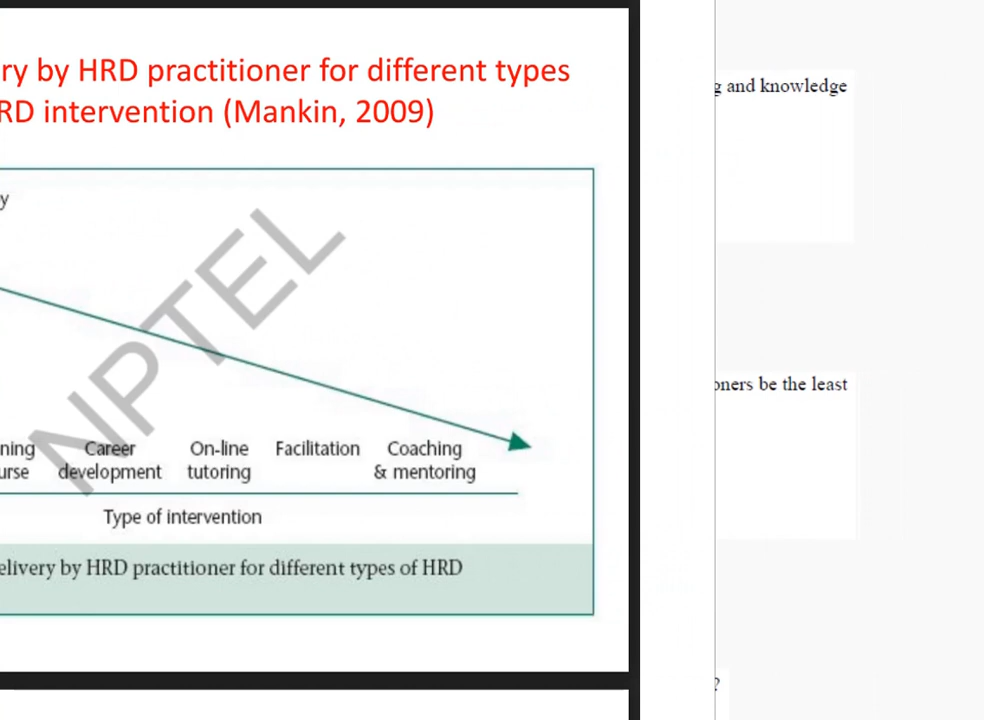 ry by HRD practitioner for different types
RD intervention (Mankin, 2009)
g and knowledge
y
NPTEL
oners be the least
ning Career On-line Facilitation Coaching
urse development tutoring & mentoring
Type of intervention
elivery by HRD practitioner for different types of HRD
?